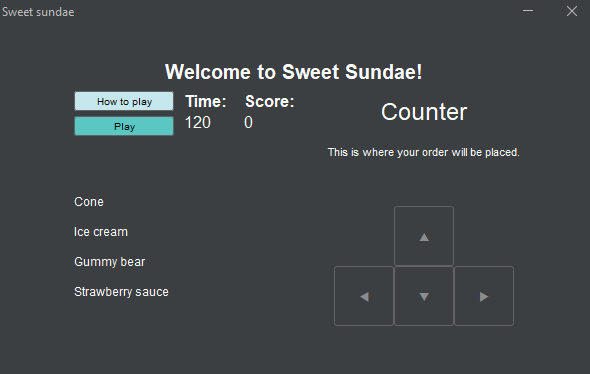 Sweet sundae
Welcome to Sweet Sundae!
How to play
Play
Time: Score:
120 0
Counter
This is where your order will be placed.
Cone
Ice cream
Gummy bear
Strawberry sauce